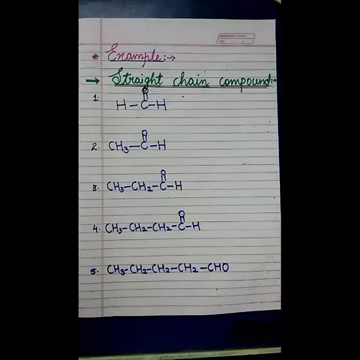 * Example:→
→ Straight chain compound:-
O
1. H-C-H
O
2. CH3-C-H
O
3. CH3-CH2-C-H
O
4. CH3-CH2-CH2-C-H
5. CH3-CH2-CH2-CH2-CHO